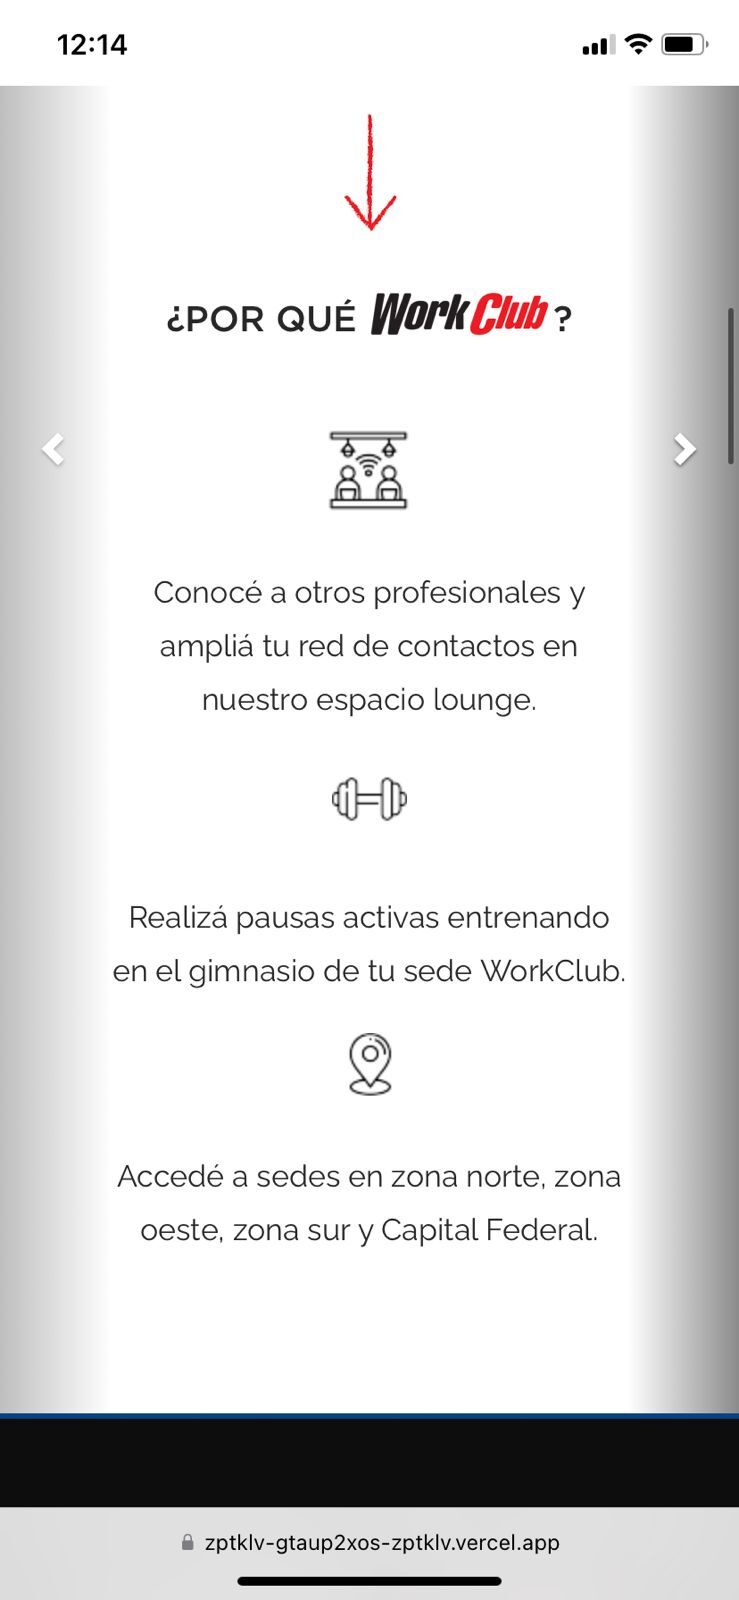 12:14
¿POR QUÉ WorkClub ?
Conocé a otros profesionales y
ampliá tu red de contactos en
nuestro espacio lounge.
Realizá pausas activas entrenando
en el gimnasio de tu sede WorkClub.
Accedé a sedes en zona norte, zona
oeste, zona sur y Capital Federal.
zptklv-gtaup2xos-zptklv.vercel.app